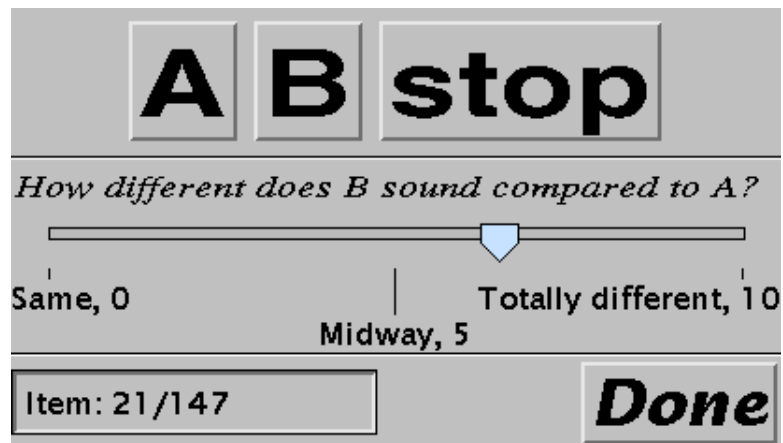 A B stop
How different does B sound compared to A?
Same, 0 Totally different, 10
Midway, 5
Item: 21/147 Done